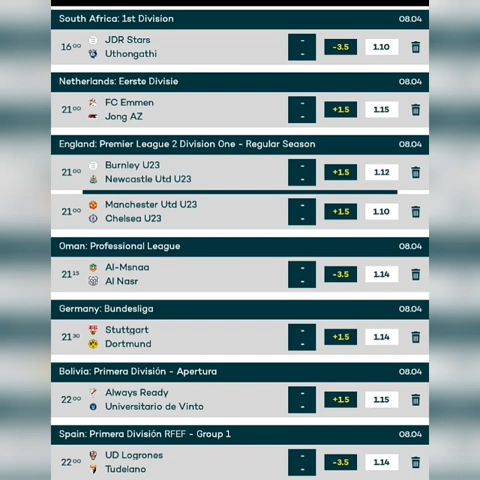 South Africa: 1st Division 08.04
16 00 JDR Stars - -3.5 1.10
Uthongathi -
Netherlands: Eerste Divisie 08.04
21 00 FC Emmen - +1.5 1.15
Jong AZ -
England: Premier League 2 Division One - Regular Season 08.04
21 00 Burnley U23 - +1.5 1.12
Newcastle Utd U23 -
21 00 Manchester Utd U23 - +1.5 1.10
Chelsea U23 -
Oman: Professional League 08.04
21 15 Al-Msnaa - -3.5 1.14
Al Nasr -
Germany: Bundesliga 08.04
21 30 Stuttgart - +1.5 1.14
Dortmund -
Bolivia: Primera División - Apertura 08.04
22 00 Always Ready - +1.5 1.15
Universitario de Vinto -
Spain: Primera División RFEF - Group 1 08.04
22 00 UD Logrones - -3.5 1.14
Tudelano -